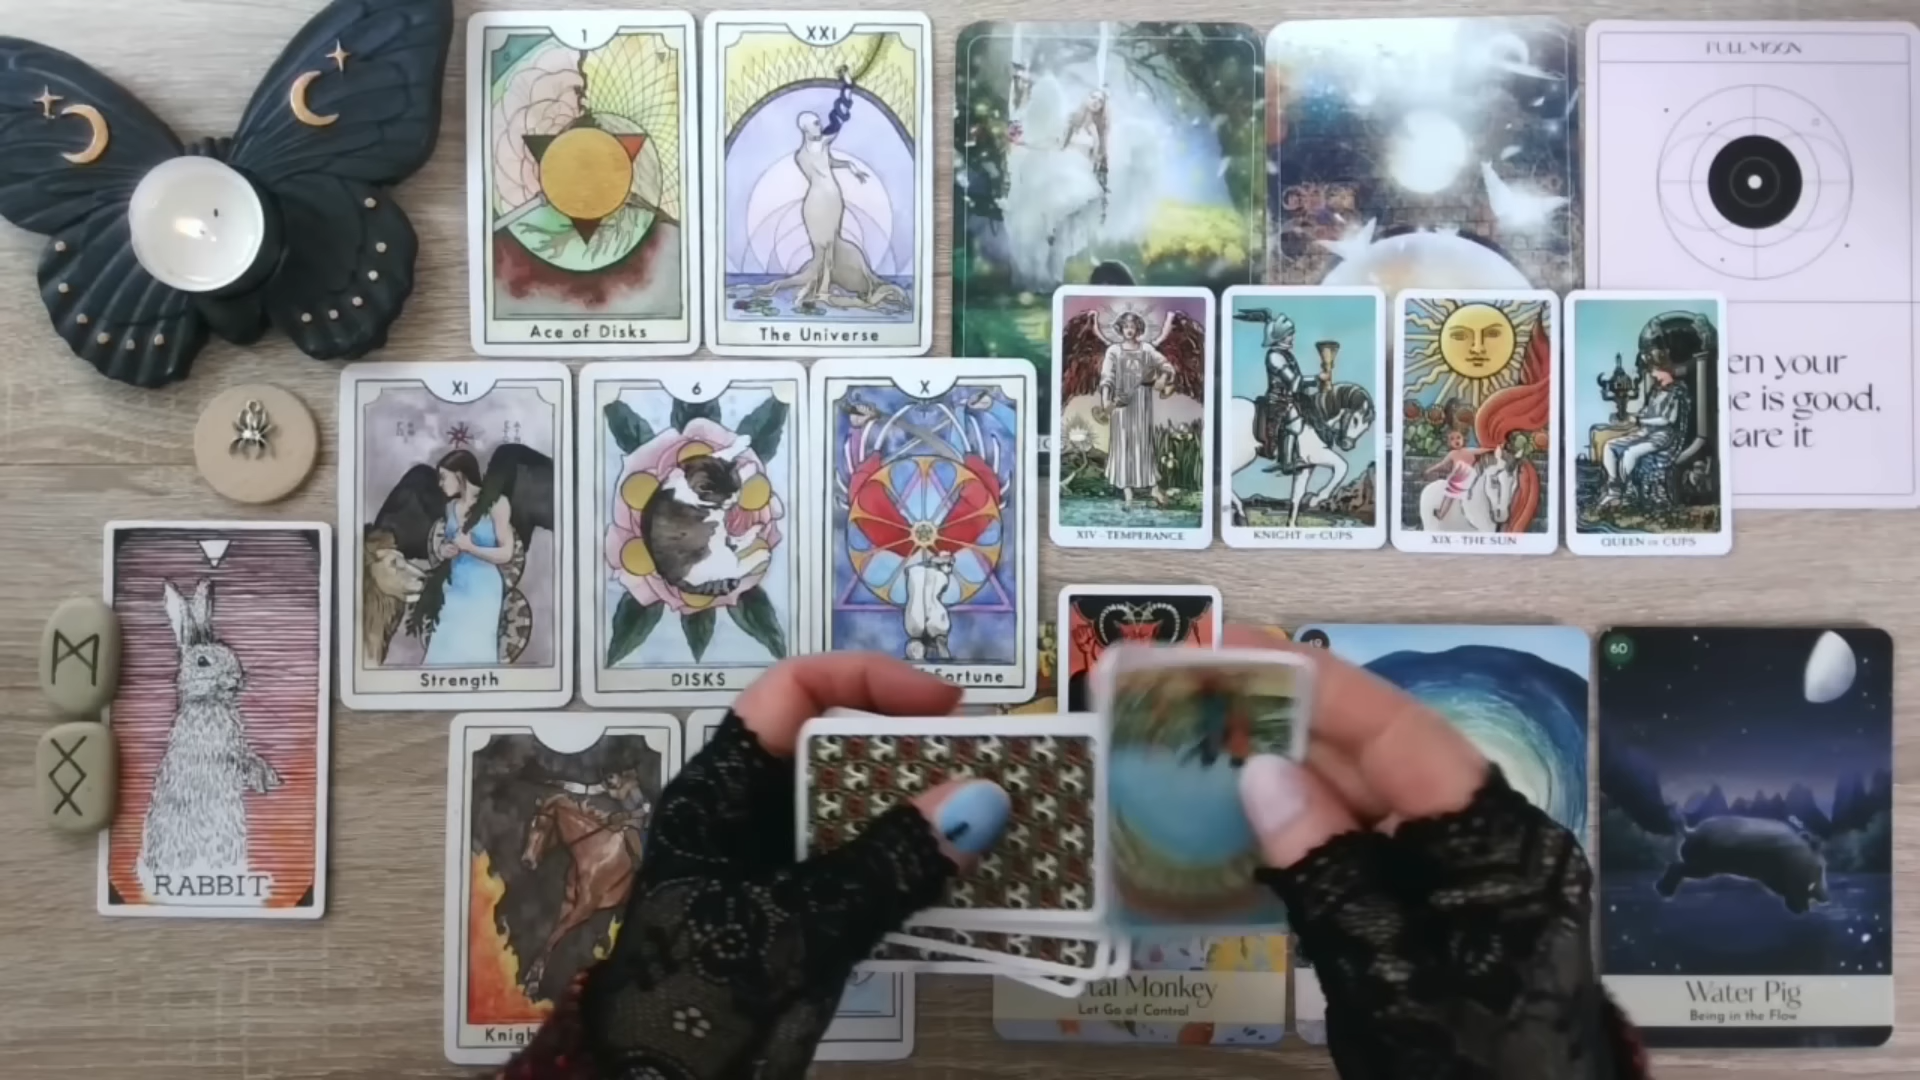 1
Ace of Disks
XXI
The Universe
FULL MOON
en your
e is good,
are it
XIV - TEMPERANCE
KNIGHT OF CUPS
XIX - THE SUN
QUEEN OF CUPS
XI
Strength
6
DISKS
X
Fortune
RABBIT
Knigh
tal Monkey
Let Go of Control
60
Water Pig
Being in the Flow